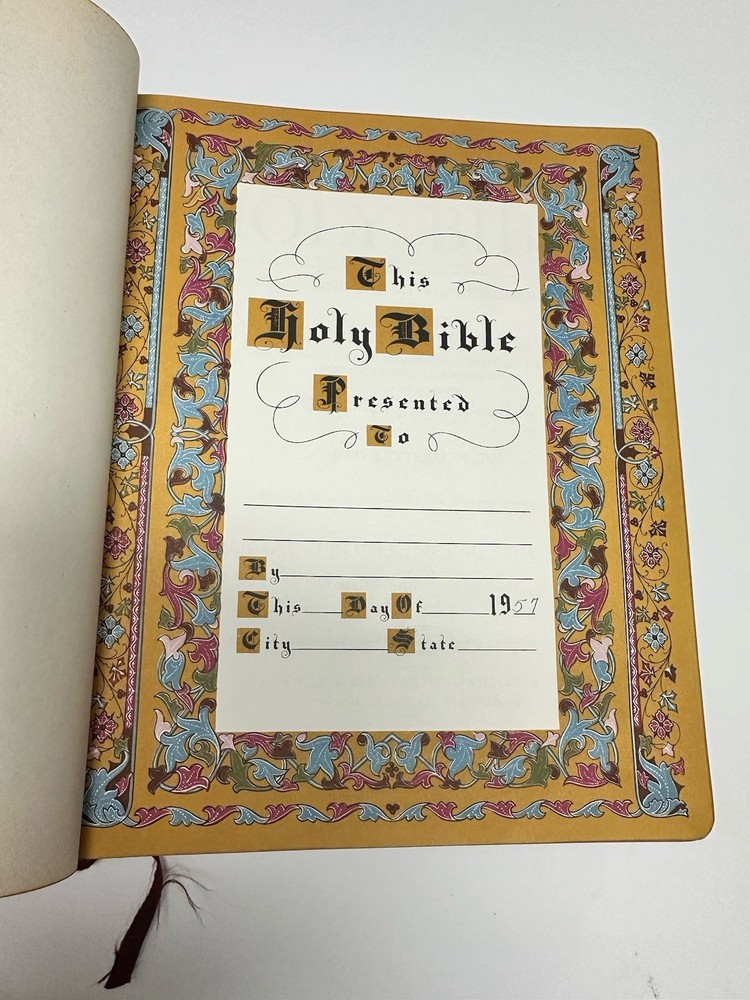 This
Holy Bible
Presented
To
By
This Day Of 1957
City State